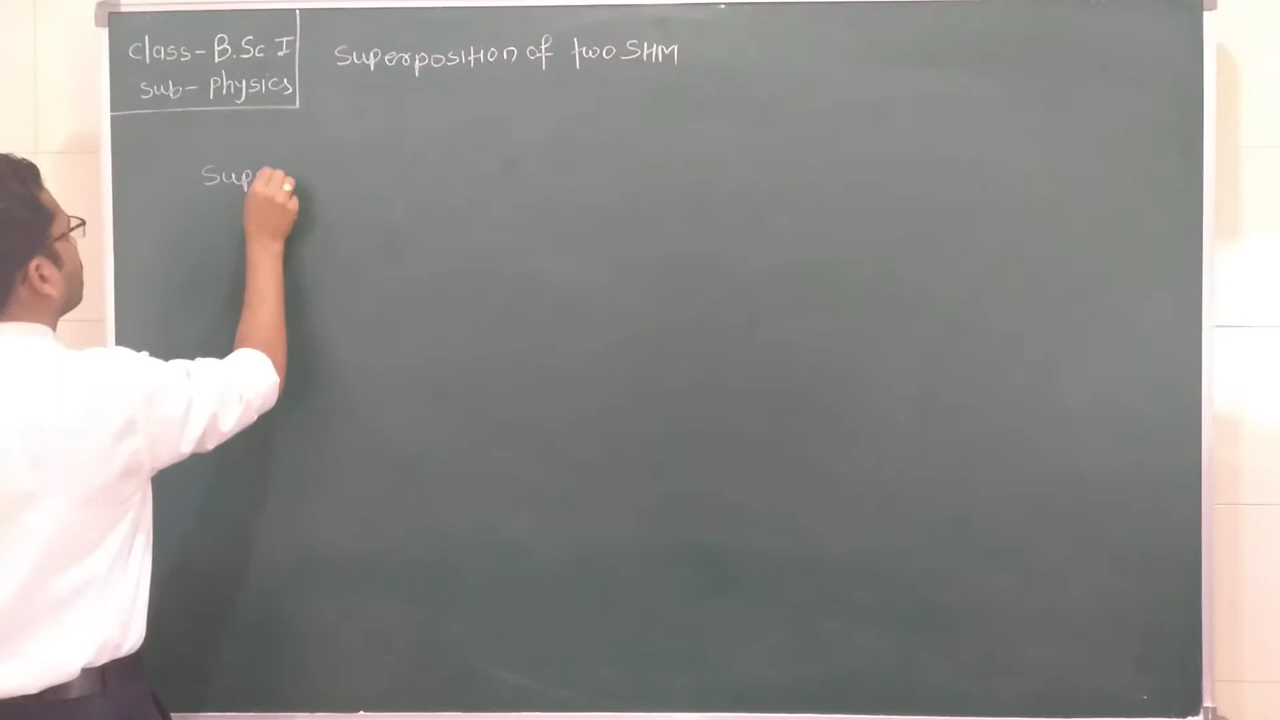 class- B.Sc I
sub- physics
Superposition of two SHM
Sup